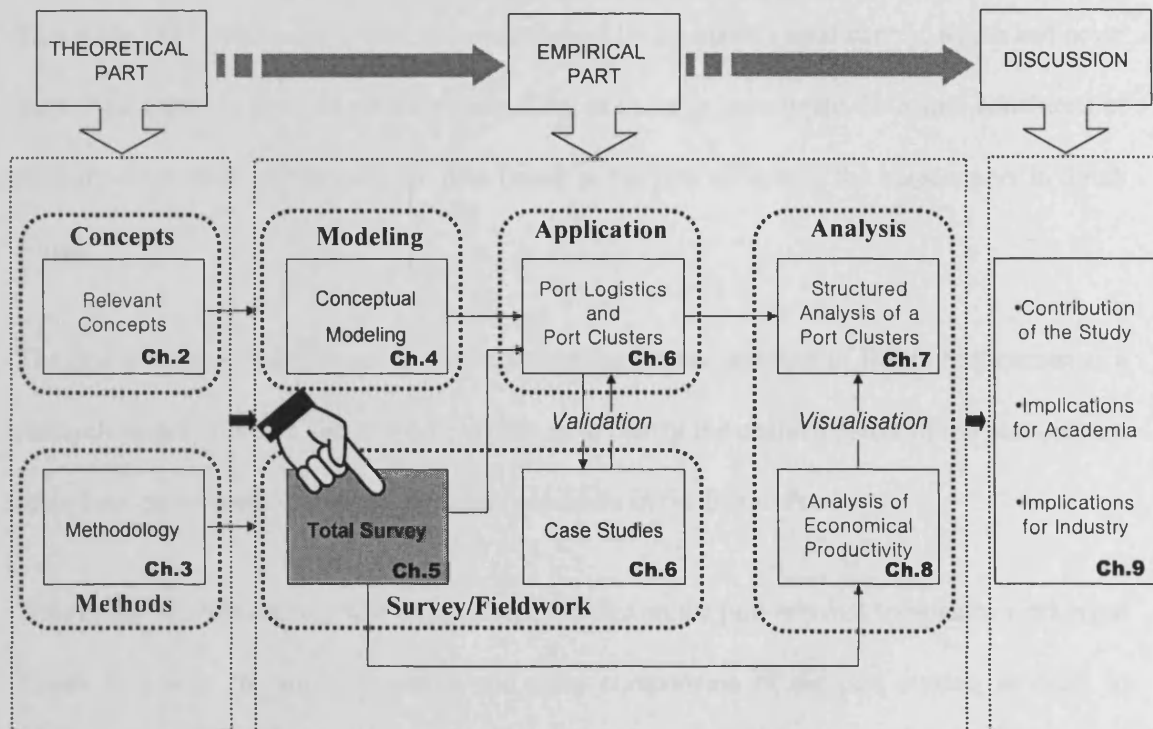 THEORETICAL
PART
EMPIRICAL
PART
DISCUSSION
Concepts
Relevant
Concepts
Ch.2
Modeling
Conceptual
Modeling
Ch.4
Application
Port Logistics
and
Port Clusters
Ch.6
Analysis
Structured
Analysis of a
Port Clusters
Ch.7
Validation
Visualisation
Methodology
Ch.3
Methods
Total Survey
Ch.5
Case Studies
Ch.6
Survey/Fieldwork
Analysis of
Economical
Productivity
Ch.8
•Contribution
of the Study
•Implications
for Academia
•Implications
for Industry
Ch.9